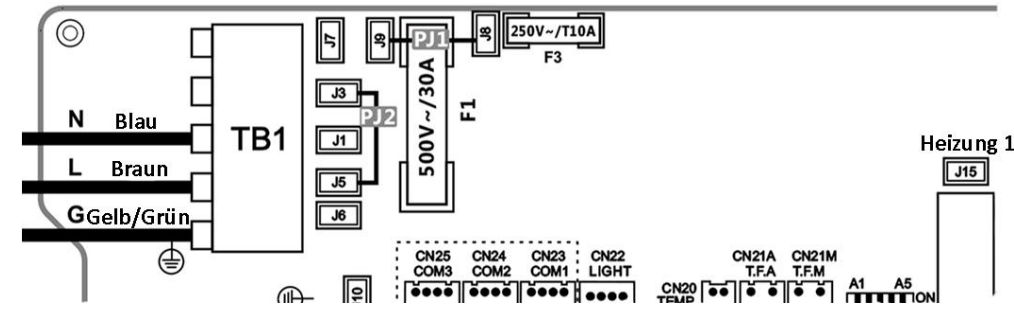 J7
J9
PJ1
J8
250V~/T10A
F3
J3
PJ2
500V~/30A
F1
N Blau
TB1
J1
L Braun
J5
G Gelb/Grün
J6
Heizung 1
J15
CN25
COM3
CN24
COM2
CN23
COM1
CN22
LIGHT
CN21A
T.F.A
CN21M
T.F.M
CN20
TEMP
A1
A5
ON
10